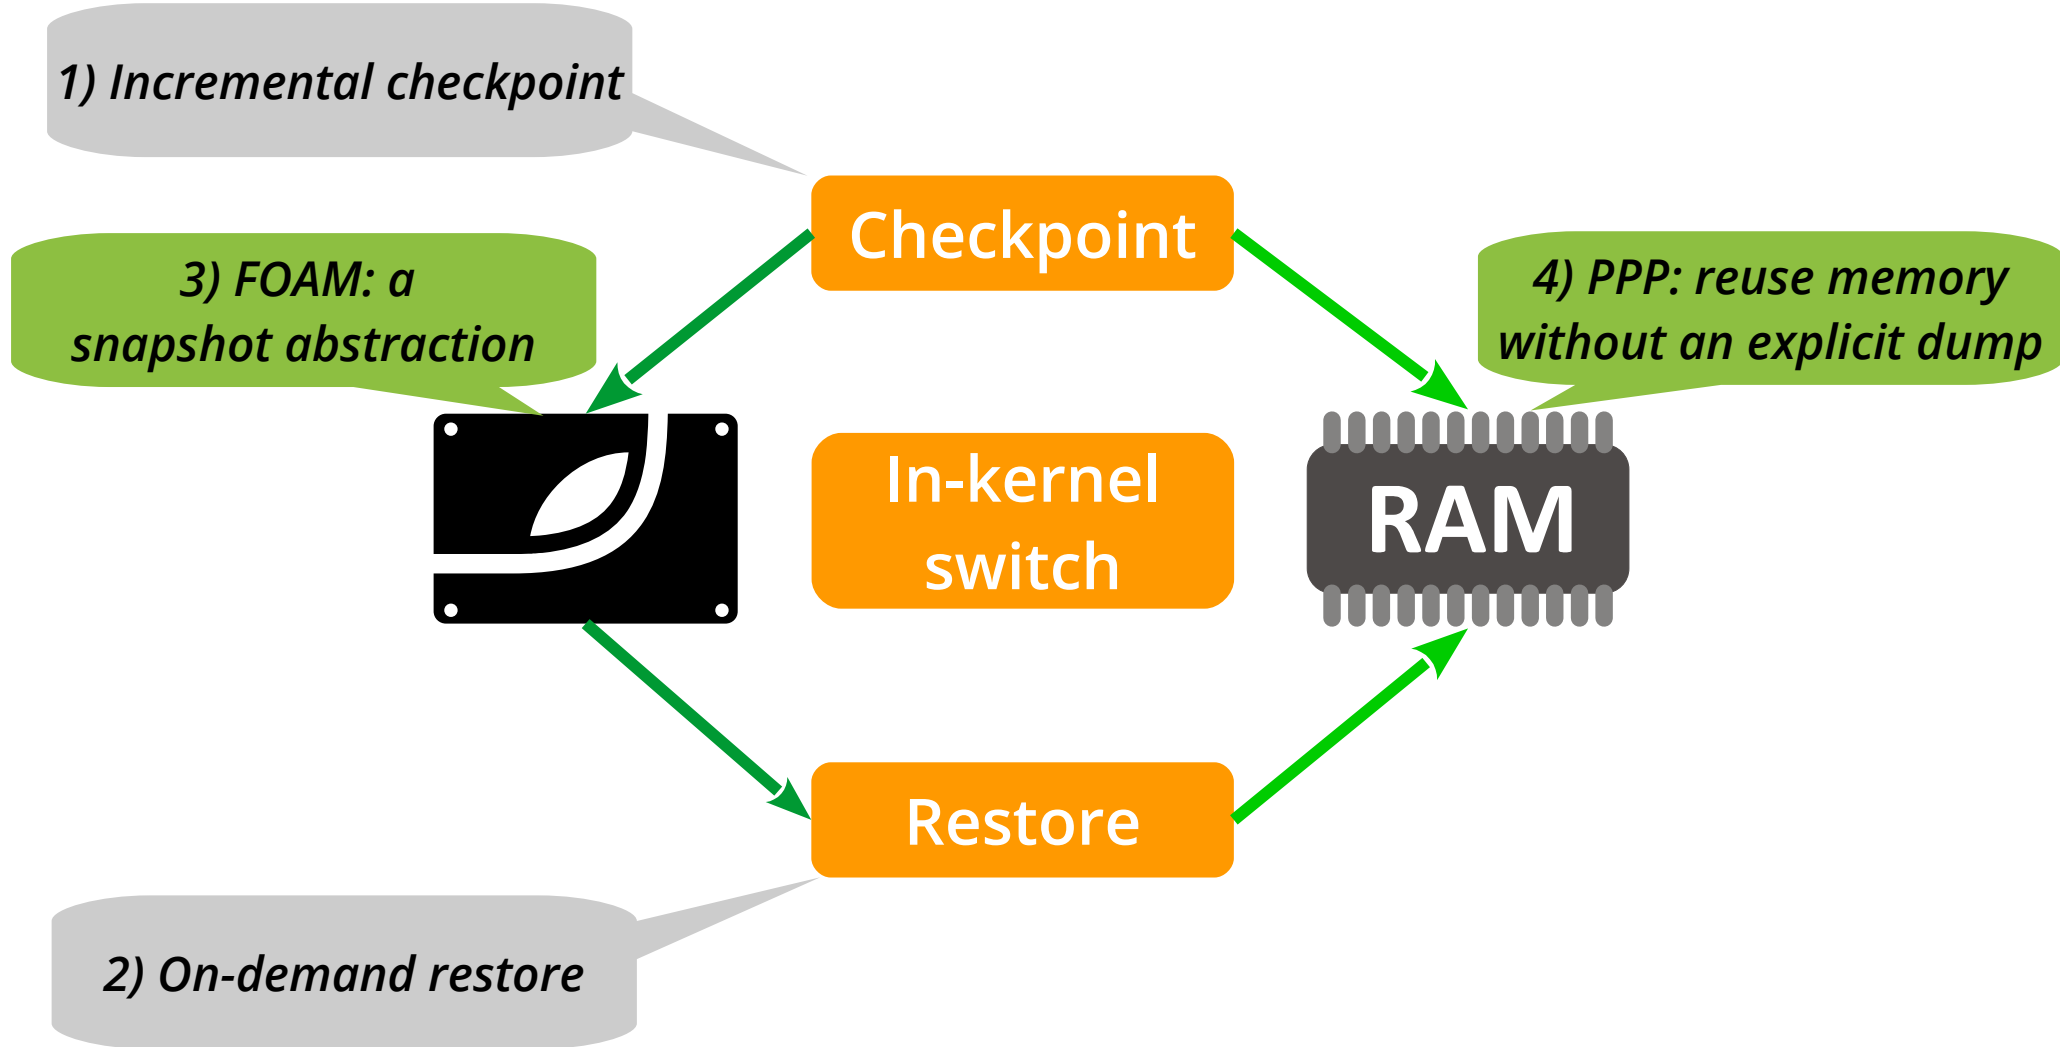 1) Incremental checkpoint
Checkpoint
3) FOAM: a
snapshot abstraction
4) PPP: reuse memory
without an explicit dump
In-kernel
switch
RAM
Restore
2) On-demand restore